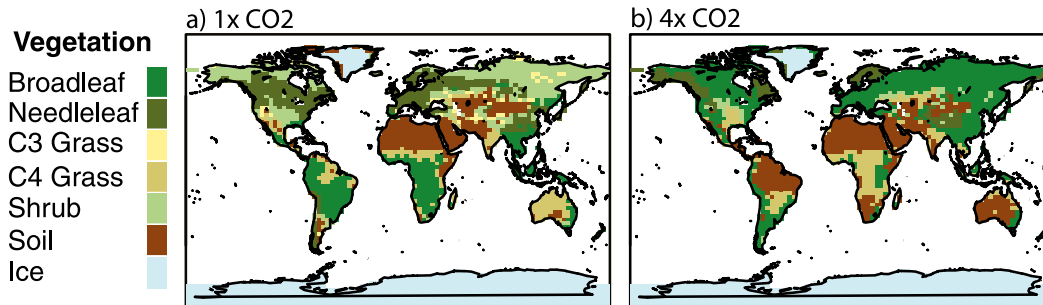 a) 1x CO2
b) 4x CO2
Vegetation
Broadleaf
Needleleaf
C3 Grass
C4 Grass
Shrub
Soil
Ice